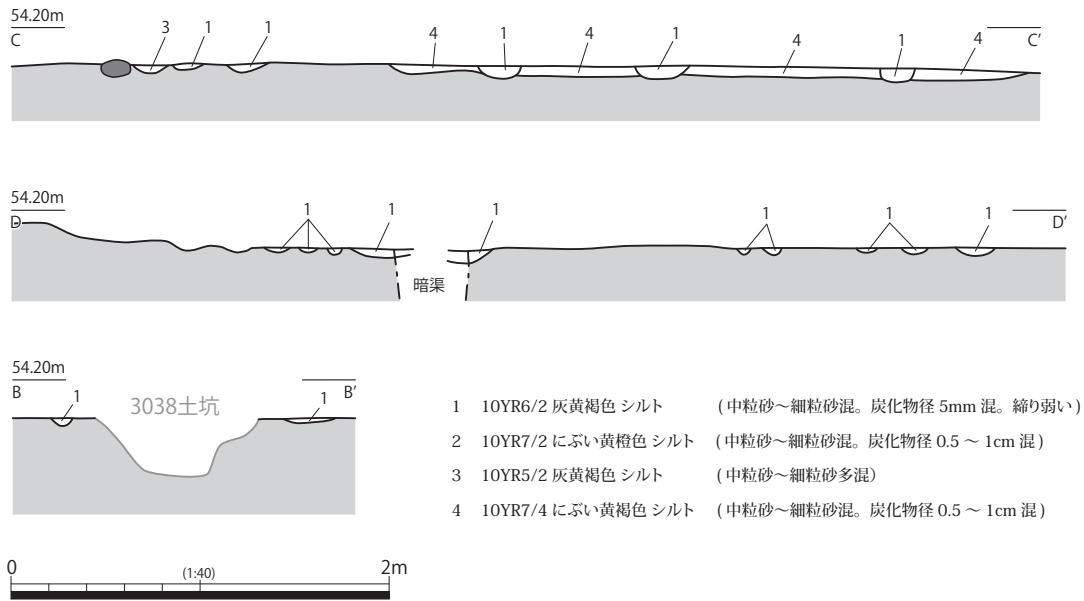 54.20m
C
3
1
1
4
1
4
1
4
1
4
C'
54.20m
D
1
1
1
1
1
1
D'
暗渠
54.20m
B
1
3038土坑
1
B'
1 10YR6/2 灰黄褐色 シルト (中粒砂～細粒砂混。炭化物径 5mm 混。締り弱い)
2 10YR7/2 にぶい黄橙色 シルト (中粒砂～細粒砂混。炭化物径 0.5 ～ 1cm 混)
3 10YR5/2 灰黄褐色 シルト (中粒砂～細粒砂多混)
4 10YR7/4 にぶい黄褐色 シルト (中粒砂～細粒砂混。炭化物径 0.5 ～ 1cm 混)
0 (1:40) 2m